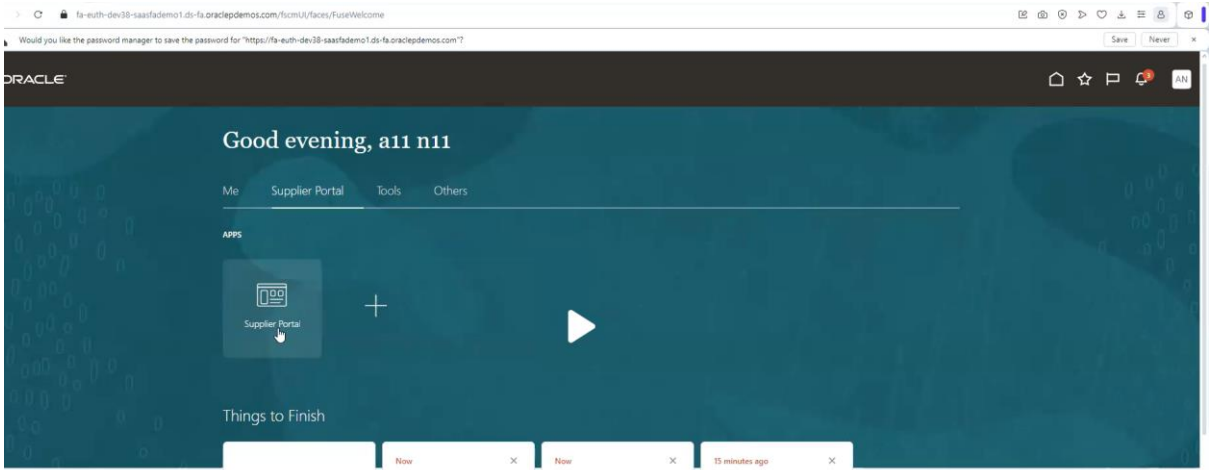 fa-euth-dev38-saasfademo1.ds-fa.oraclepdemos.com/fscmUI/faces/FuseWelcome
Would you like the password manager to save the password for "https://fa-euth-dev38-saasfademo1.ds-fa.oraclepdemos.com"?
Save Never
ORACLE
3
AN
Good evening, a11 n11
Me Supplier Portal Tools Others
APPS
Supplier Portal
Things to Finish
Now Now 15 minutes ago